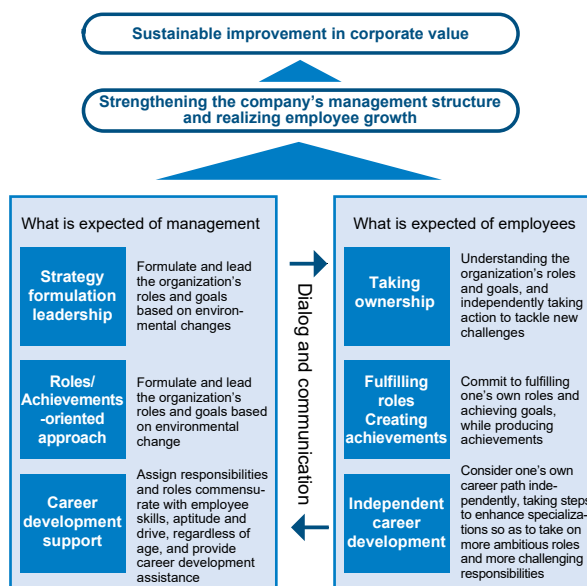 Sustainable improvement in corporate value
Strengthening the company's management structure
and realizing employee growth
What is expected of management
Strategy
formulation
leadership
Formulate and lead
the organization's
roles and goals
based on environ-
mental changes
Roles/
Achievements
-oriented
approach
Formulate and lead
the organization's
roles and goals based
on environmental
change
Career
development
support
Assign responsibilities
and roles commensu-
rate with employee
skills, aptitude and
drive, regardless of
age, and provide
career development
assistance
Dialog and communication
What is expected of employees
Taking
ownership
Understanding the
organization's roles
and goals, and
independently taking
action to tackle new
challenges
Fulfilling
roles
Creating
achievements
Commit to fulfilling
one's own roles and
achieving goals,
while producing
achievements
Independent
career
development
Consider one's own
career path inde-
pendently, taking steps
to enhance specializa-
tions so as to take on
more ambitious roles
and more challenging
responsibilities